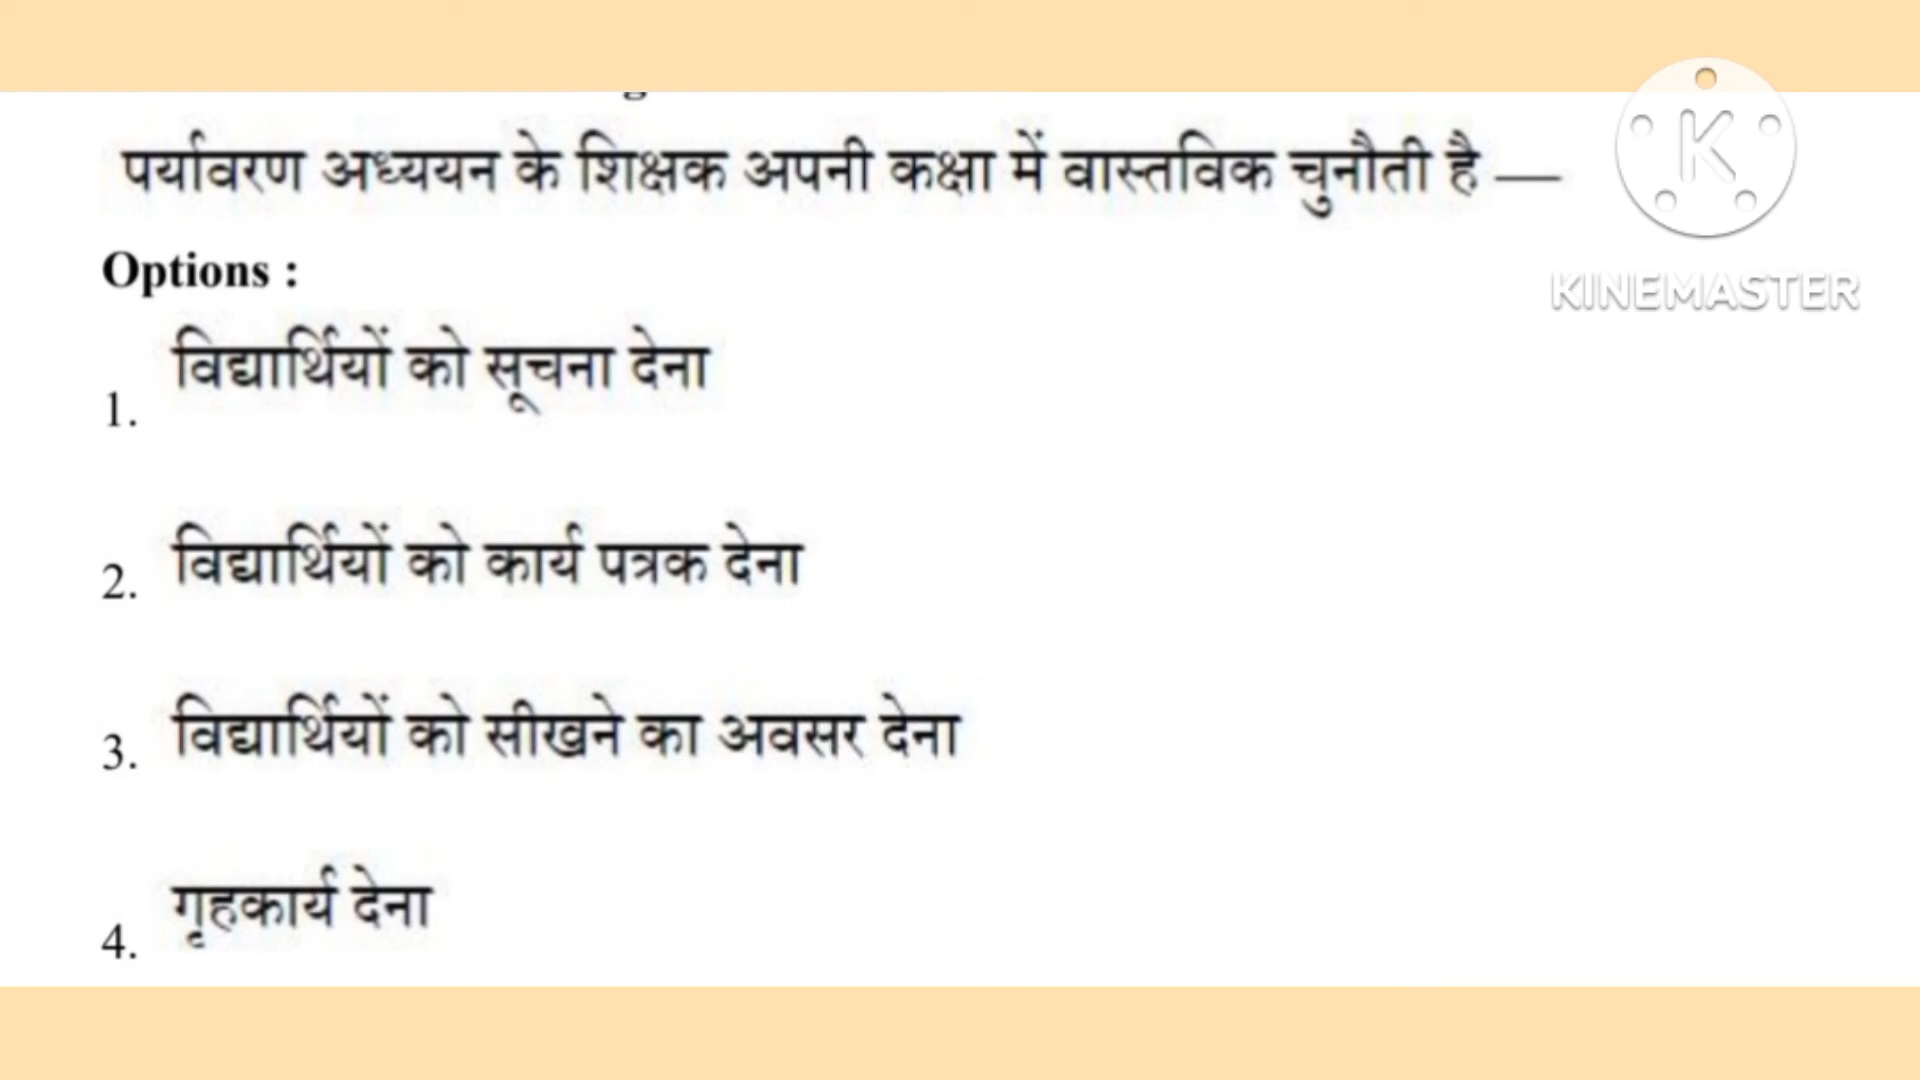 पर्यावरण अध्ययन के शिक्षक अपनी कक्षा में वास्तविक चुनौती है —
K
KINEMASTER
Options :
1. विद्यार्थियों को सूचना देना
2. विद्यार्थियों को कार्य पत्रक देना
3. विद्यार्थियों को सीखने का अवसर देना
4. गृहकार्य देना